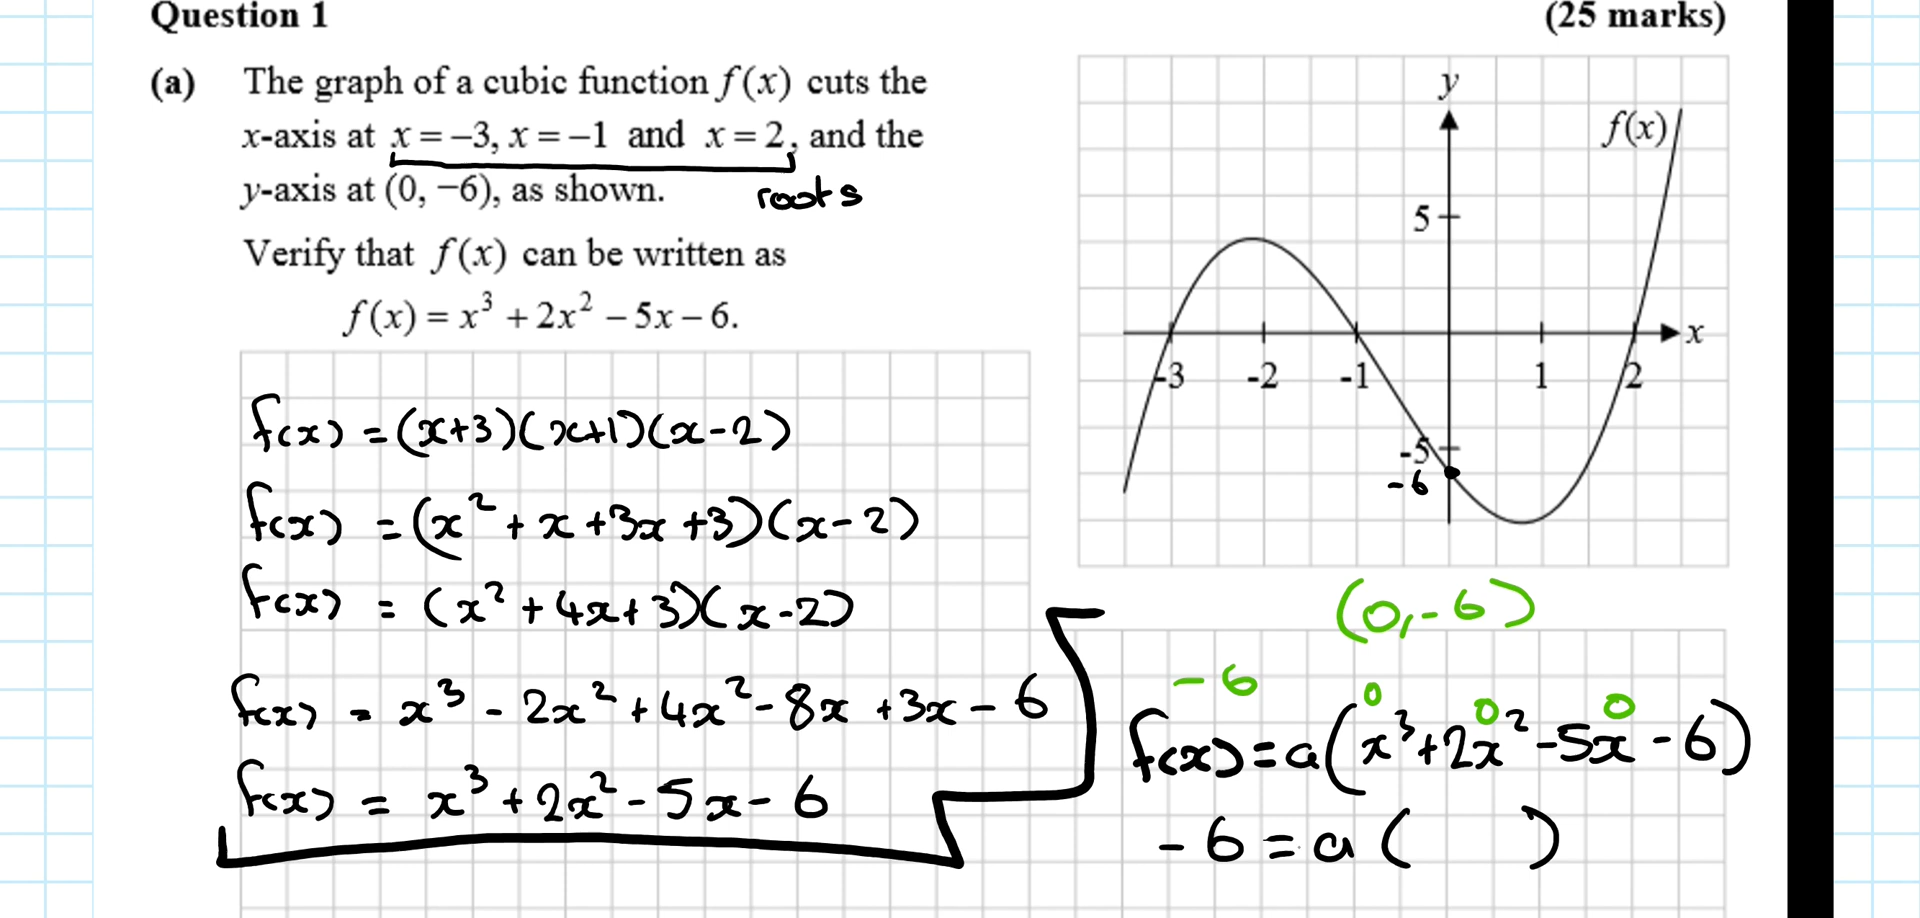 Question 1
(25 marks)
(a) The graph of a cubic function f(x) cuts the
x-axis at x = −3, x = −1 and x = 2, and the
y-axis at (0, −6), as shown.
roots
Verify that f(x) can be written as
f(x) = x³ + 2x² − 5x − 6.
f(x) = (x+3)(x+1)(x-2)
f(x) = (x² + x + 3x + 3)(x - 2)
f(x) = (x² + 4x + 3)(x - 2)
f(x) = x³ - 2x² + 4x² - 8x + 3x - 6
f(x) = x³ + 2x² - 5x - 6
y
f(x)
5
x
-3 -2 -1 1 2
-5
-6
(0, -6)
-6 0 0 0
f(x) = a(x³ + 2x² - 5x - 6)
-6 = a( )